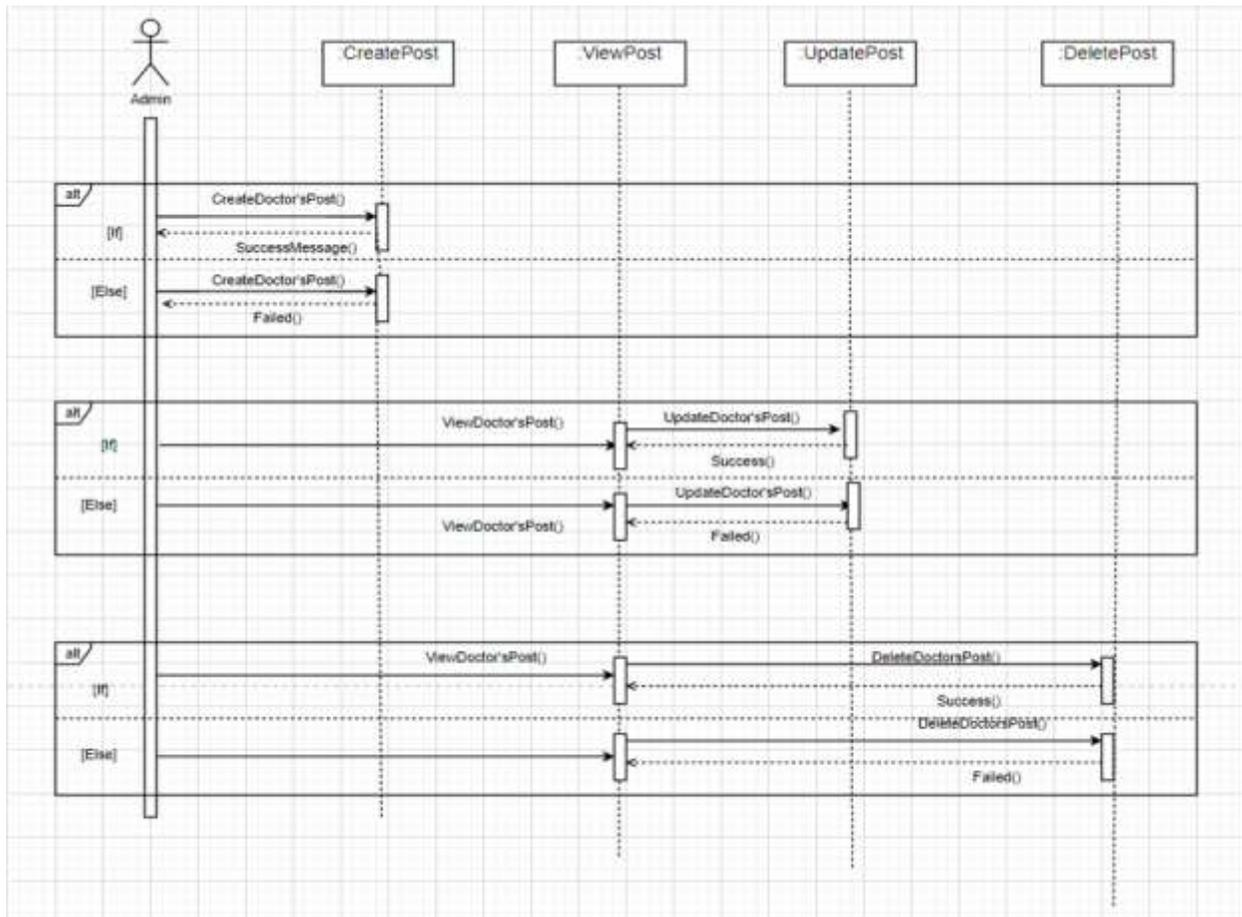 :CreatePost
:ViewPost
:UpdatePost
:DeletePost
Admin
alt
CreateDoctor'sPost()
[If]
SuccessMessage()
CreateDoctor'sPost()
[Else]
Failed()
alt
ViewDoctor'sPost()
UpdateDoctor'sPost()
[If]
Success()
UpdateDoctor'sPost()
[Else]
ViewDoctor'sPost()
Failed()
alt
ViewDoctor'sPost()
DeleteDoctorsPost()
[If]
Success()
DeleteDoctorsPost()
[Else]
Failed()